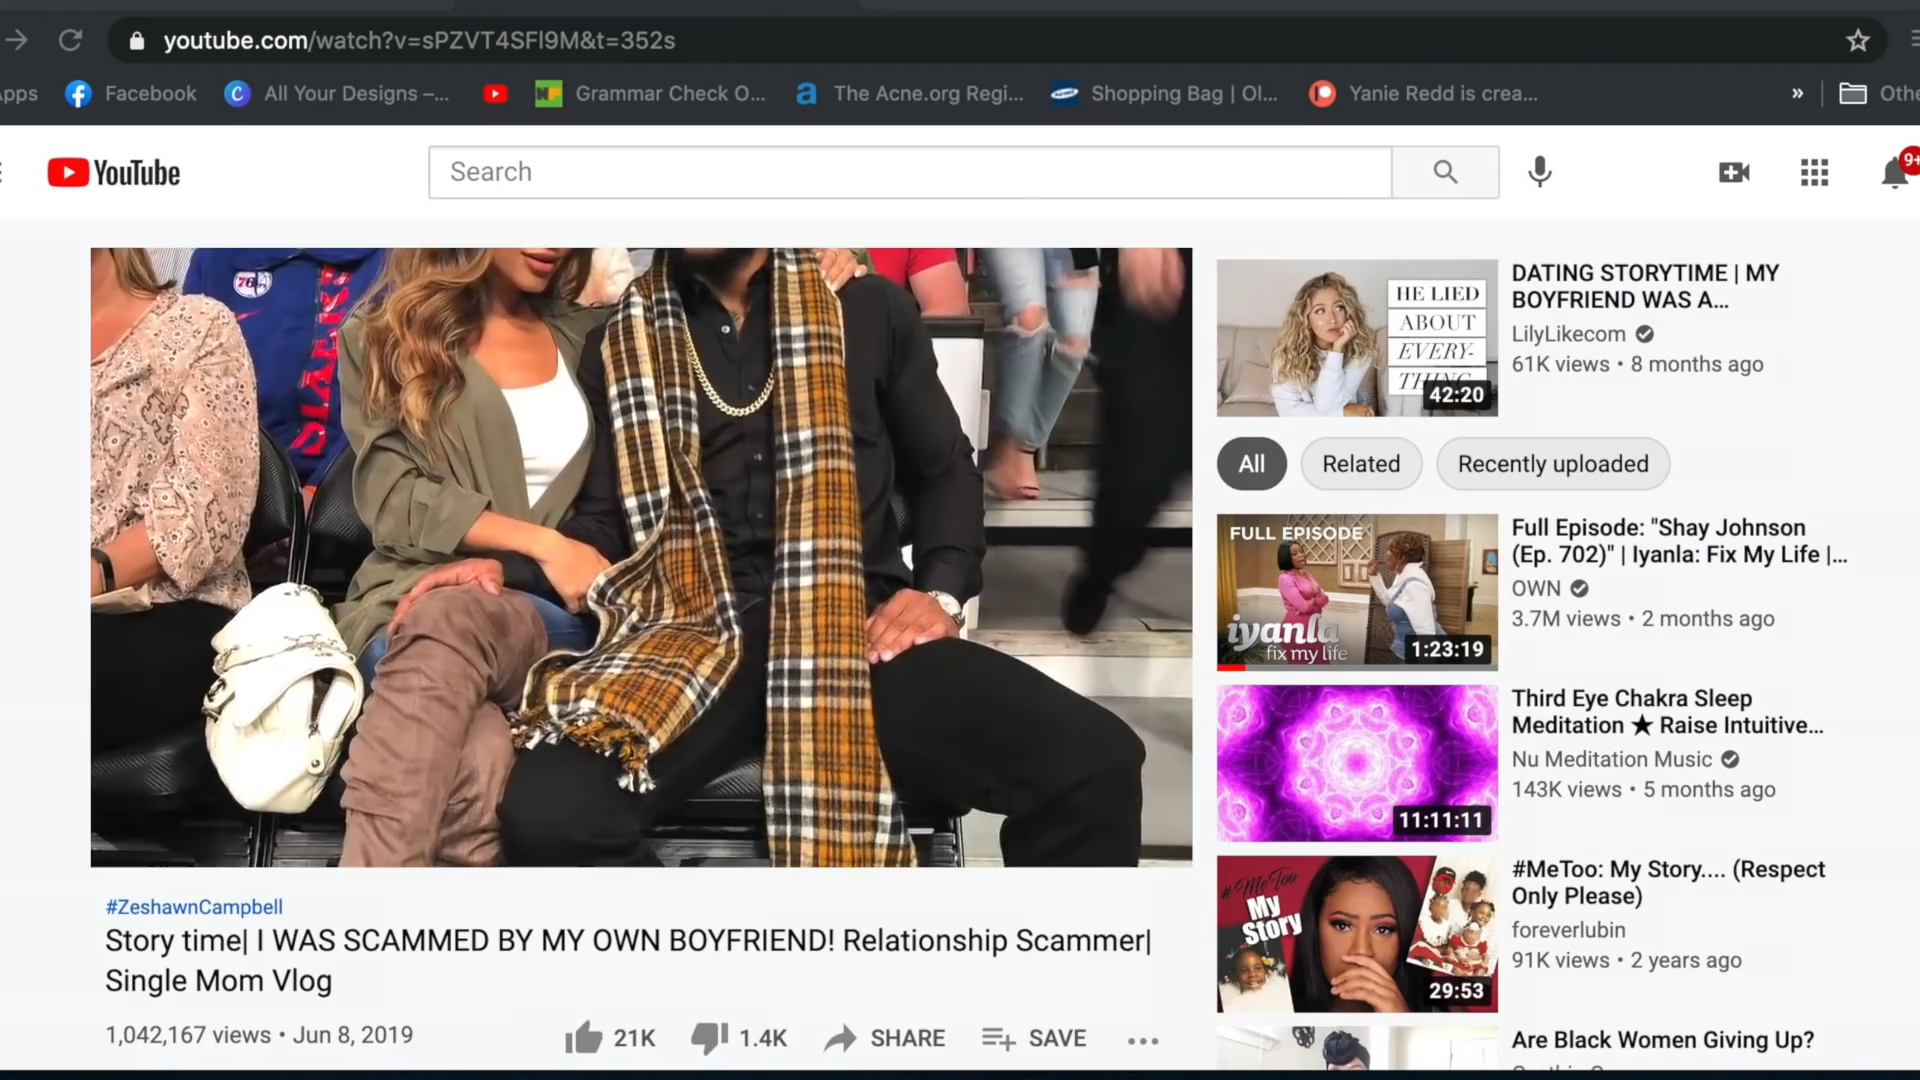 youtube.com/watch?v=sPZVT4SFl9M&t=352s
Facebook
All Your Designs –...
Grammar Check O...
The Acne.org Regi...
Shopping Bag | Ol...
Yanie Redd is crea...
»
YouTube
Search
9+
76
HE LIED
ABOUT
EVERY-
THING
42:20
DATING STORYTIME | MY
BOYFRIEND WAS A...
LilyLikecom
61K views • 8 months ago
All
Related
Recently uploaded
FULL EPISODE
iyanla
fix my life
1:23:19
Full Episode: "Shay Johnson
(Ep. 702)" | Iyanla: Fix My Life |...
OWN
3.7M views • 2 months ago
11:11:11
Third Eye Chakra Sleep
Meditation ★ Raise Intuitive...
Nu Meditation Music
143K views • 5 months ago
#MeToo
My
Story
29:53
#MeToo: My Story.... (Respect
Only Please)
foreverlubin
91K views • 2 years ago
Are Black Women Giving Up?
#ZeshawnCampbell
Story time| I WAS SCAMMED BY MY OWN BOYFRIEND! Relationship Scammer|
Single Mom Vlog
1,042,167 views • Jun 8, 2019
21K
1.4K
SHARE
SAVE